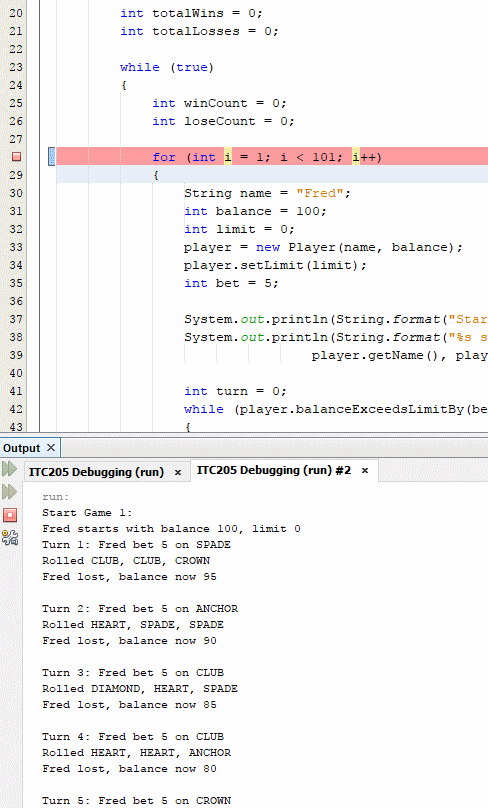 20 int totalWins = 0;
21 int totalLosses = 0;
22
23 while (true)
24 {
25 int winCount = 0;
26 int loseCount = 0;
27
for (int i = 1; i < 101; i++)
29 {
30 String name = "Fred";
31 int balance = 100;
32 int limit = 0;
33 player = new Player(name, balance);
34 player.setLimit(limit);
35 int bet = 5;
36
37 System.out.println(String.format("Star
38 System.out.println(String.format("%s s
39 player.getName(), play
40
41 int turn = 0;
42 while (player.balanceExceedsLimitBy(be
43 {
Output ×
ITC205 Debugging (run) × ITC205 Debugging (run) #2 ×
run:
Start Game 1:
Fred starts with balance 100, limit 0
Turn 1: Fred bet 5 on SPADE
Rolled CLUB, CLUB, CROWN
Fred lost, balance now 95
Turn 2: Fred bet 5 on ANCHOR
Rolled HEART, SPADE, SPADE
Fred lost, balance now 90
Turn 3: Fred bet 5 on CLUB
Rolled DIAMOND, HEART, SPADE
Fred lost, balance now 85
Turn 4: Fred bet 5 on CLUB
Rolled HEART, HEART, ANCHOR
Fred lost, balance now 80
Turn 5: Fred bet 5 on CROWN